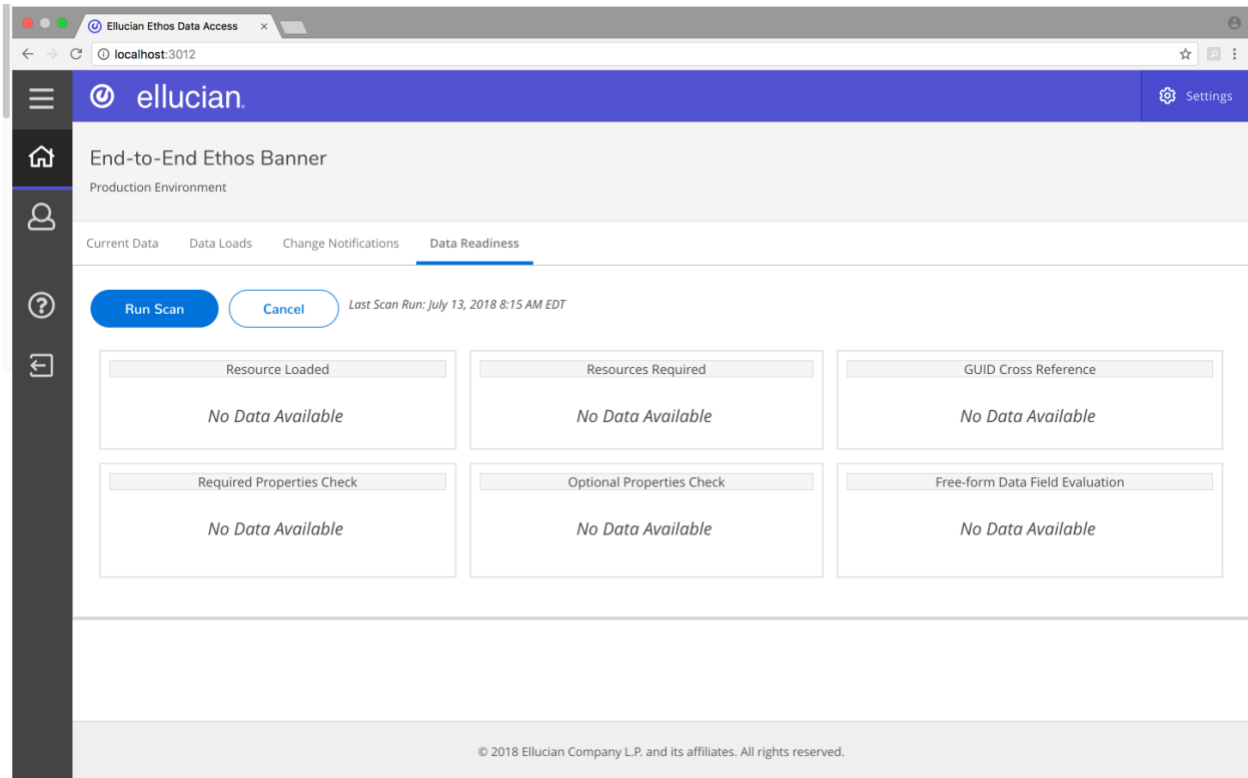 Ellucian Ethos Data Access
localhost:3012
ellucian.
Settings
End-to-End Ethos Banner
Production Environment
Current Data Data Loads Change Notifications Data Readiness
Run Scan Cancel Last Scan Run: July 13, 2018 8:15 AM EDT
Resource Loaded Resources Required GUID Cross Reference
No Data Available No Data Available No Data Available
Required Properties Check Optional Properties Check Free-form Data Field Evaluation
No Data Available No Data Available No Data Available
© 2018 Ellucian Company L.P. and its affiliates. All rights reserved.